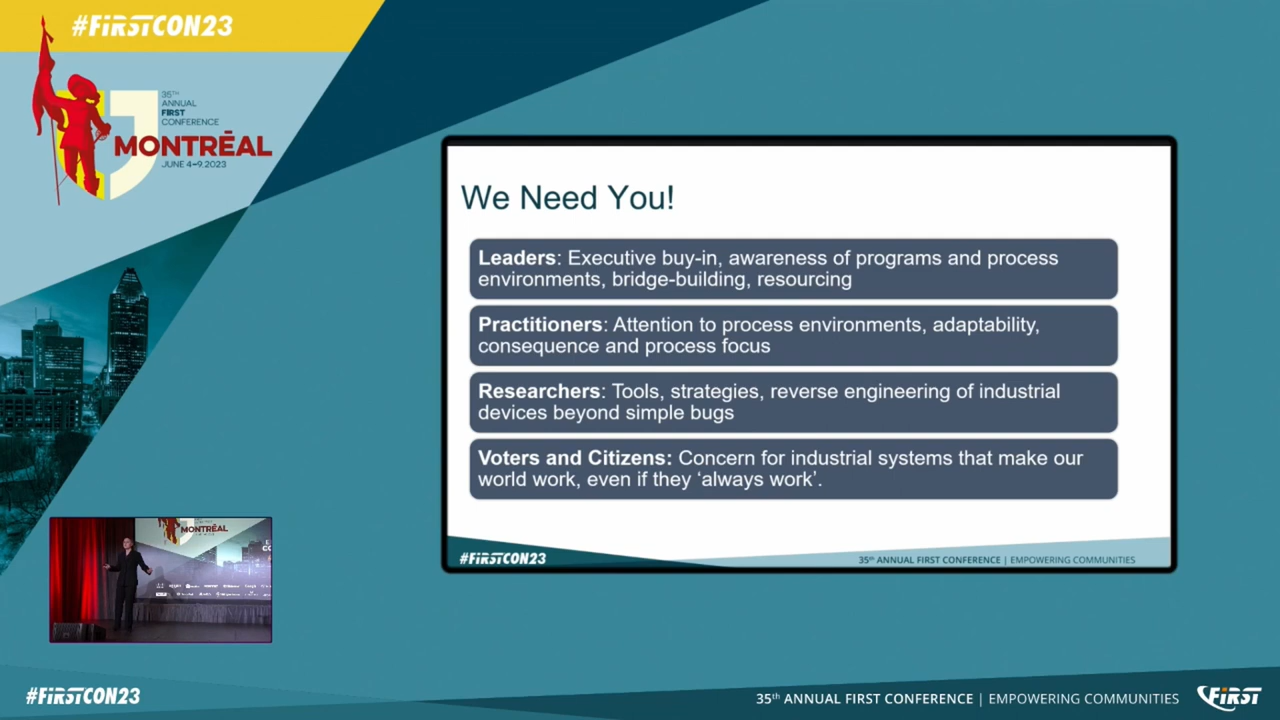 #FiRSTCON23
35TH
ANNUAL
FIRST
CONFERENCE
MONTRĒAL
JUNE 4–9, 2023
We Need You!
Leaders: Executive buy-in, awareness of programs and process
environments, bridge-building, resourcing
Practitioners: Attention to process environments, adaptability,
consequence and process focus
Researchers: Tools, strategies, reverse engineering of industrial
devices beyond simple bugs
Voters and Citizens: Concern for industrial systems that make our
world work, even if they ‘always work’.
#FiRSTCON23
35th ANNUAL FIRST CONFERENCE | EMPOWERING COMMUNITIES
MONTRĒAL
#FiRSTCON23
35th ANNUAL FIRST CONFERENCE | EMPOWERING COMMUNITIES
FiRST